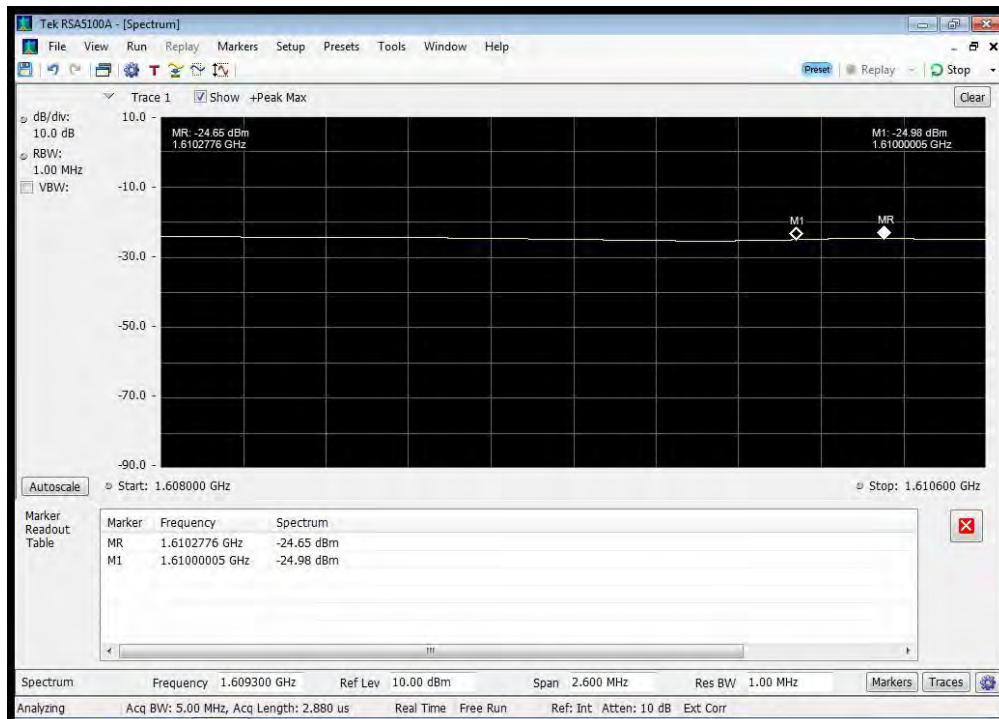 Tek RSA5100A - [Spectrum]
File View Run Replay Markers Setup Presets Tools Window Help
T Preset Replay Stop
Trace 1 Show +Peak Max Clear
dB/div:
10.0 dB
RBW:
1.00 MHz
VBW:
10.0
MR: -24.65 dBm
1.6102776 GHz
M1: -24.98 dBm
1.61000005 GHz
-10.0
M1 MR
-30.0
-50.0
-70.0
-90.0
Autoscale Start: 1.608000 GHz Stop: 1.610600 GHz
Marker
Readout
Table
Marker Frequency Spectrum
MR 1.6102776 GHz -24.65 dBm
M1 1.61000005 GHz -24.98 dBm
Spectrum Frequency 1.609300 GHz Ref Lev 10.00 dBm Span 2.600 MHz Res BW 1.00 MHz Markers Traces
Analyzing Acq BW: 5.00 MHz, Acq Length: 2.880 us Real Time Free Run Ref: Int Atten: 10 dB Ext Corr